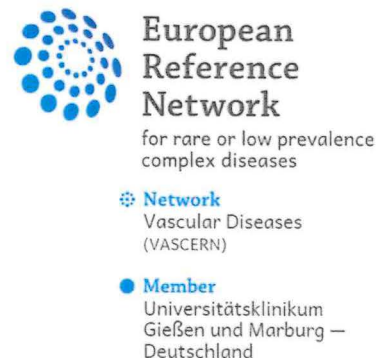 European
Reference
Network
for rare or low prevalence
complex diseases
Network
Vascular Diseases
(VASCERN)
Member
Universitätsklinikum
Gießen und Marburg —
Deutschland